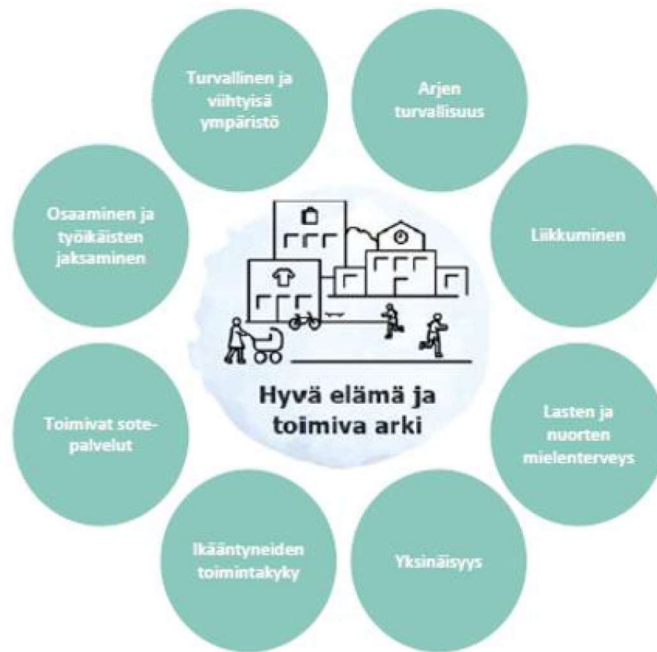 Turvallinen ja
viihtyisä
ympäristö
Arjen
turvallisuus
Osaaminen ja
työikäisten
jaksaminen
Liikkuminen
Hyvä elämä ja
toimiva arki
Toimivat sote-
palvelut
Lasten ja
nuorten
mielenterveys
Ikääntyneiden
toimintakyky
Yksinäisyys